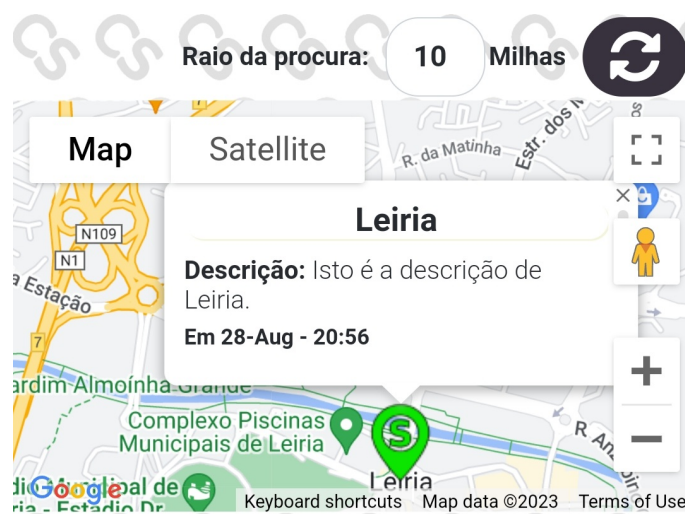 Raio da procura: 10 Milhas
Map Satellite
R. da Matinha
Estr. dos
N109
N1
Estação
7
Leiria
Descrição: Isto é a descrição de
Leiria.
Em 28-Aug - 20:56
ardim Almoínha Grande
Complexo Piscinas
Municipais de Leiria
S
Leiria
Google
Keyboard shortcuts Map data ©2023 Terms of Use